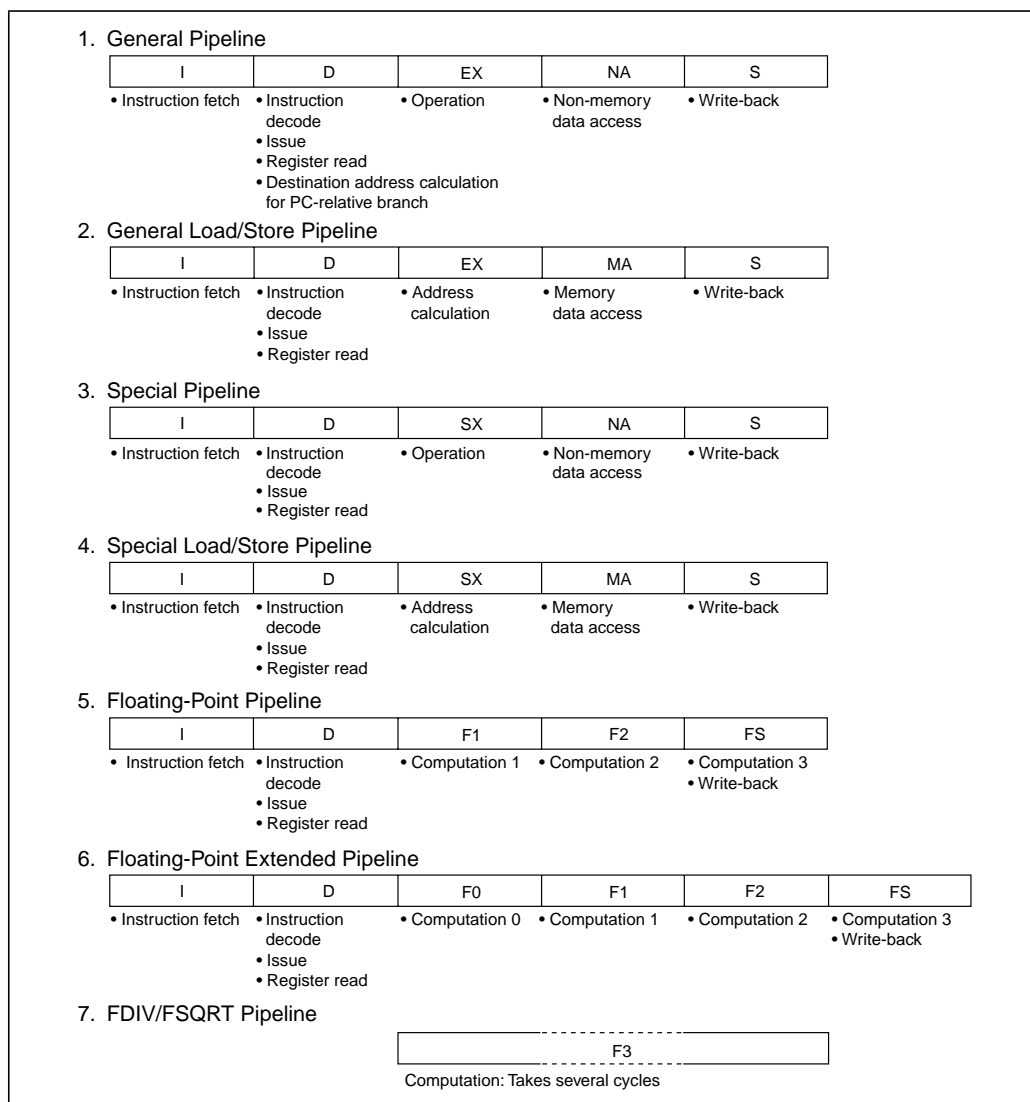 1. General Pipeline
I D EX NA S
• Instruction fetch • Instruction • Operation • Non-memory • Write-back
decode data access
• Issue
• Register read
• Destination address calculation
for PC-relative branch
2. General Load/Store Pipeline
I D EX MA S
• Instruction fetch • Instruction • Address • Memory • Write-back
decode calculation data access
• Issue
• Register read
3. Special Pipeline
I D SX NA S
• Instruction fetch • Instruction • Operation • Non-memory • Write-back
decode data access
• Issue
• Register read
4. Special Load/Store Pipeline
I D SX MA S
• Instruction fetch • Instruction • Address • Memory • Write-back
decode calculation data access
• Issue
• Register read
5. Floating-Point Pipeline
I D F1 F2 FS
• Instruction fetch • Instruction • Computation 1 • Computation 2 • Computation 3
decode • Write-back
• Issue
• Register read
6. Floating-Point Extended Pipeline
I D F0 F1 F2 FS
• Instruction fetch • Instruction • Computation 0 • Computation 1 • Computation 2 • Computation 3
decode • Write-back
• Issue
• Register read
7. FDIV/FSQRT Pipeline
F3
Computation: Takes several cycles